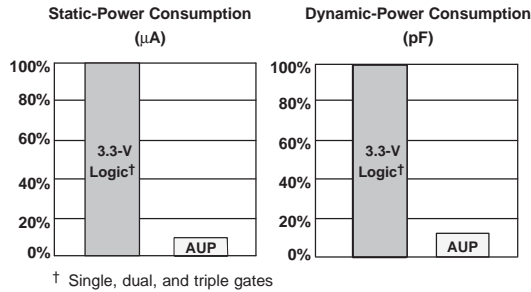 Static-Power Consumption
(μA)
100%
80%
60%
40%
20%
0%
3.3-V
Logic†
AUP
Dynamic-Power Consumption
(pF)
100%
80%
60%
40%
20%
0%
3.3-V
Logic†
AUP
† Single, dual, and triple gates